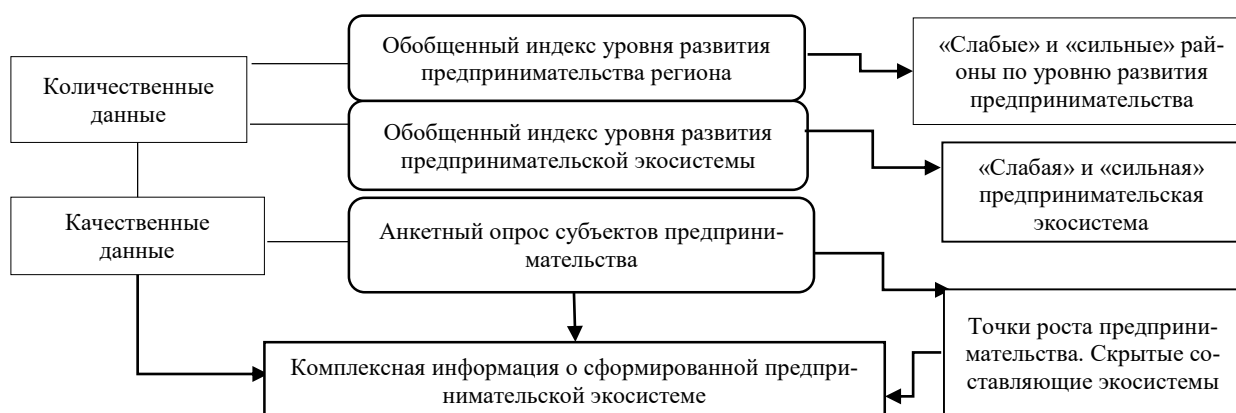 Количественные
данные
Обобщенный индекс уровня развития
предпринимательства региона
«Слабые» и «сильные» рай-
оны по уровню развития
предпринимательства
Обобщенный индекс уровня развития
предпринимательской экосистемы
«Слабая» и «сильная»
предпринимательская
экосистема
Качественные
данные
Анкетный опрос субъектов предприни-
мательства
Точки роста предприни-
мательства. Скрытые со-
ставляющие экосистемы
Комплексная информация о сформированной предпри-
нимательской экосистеме